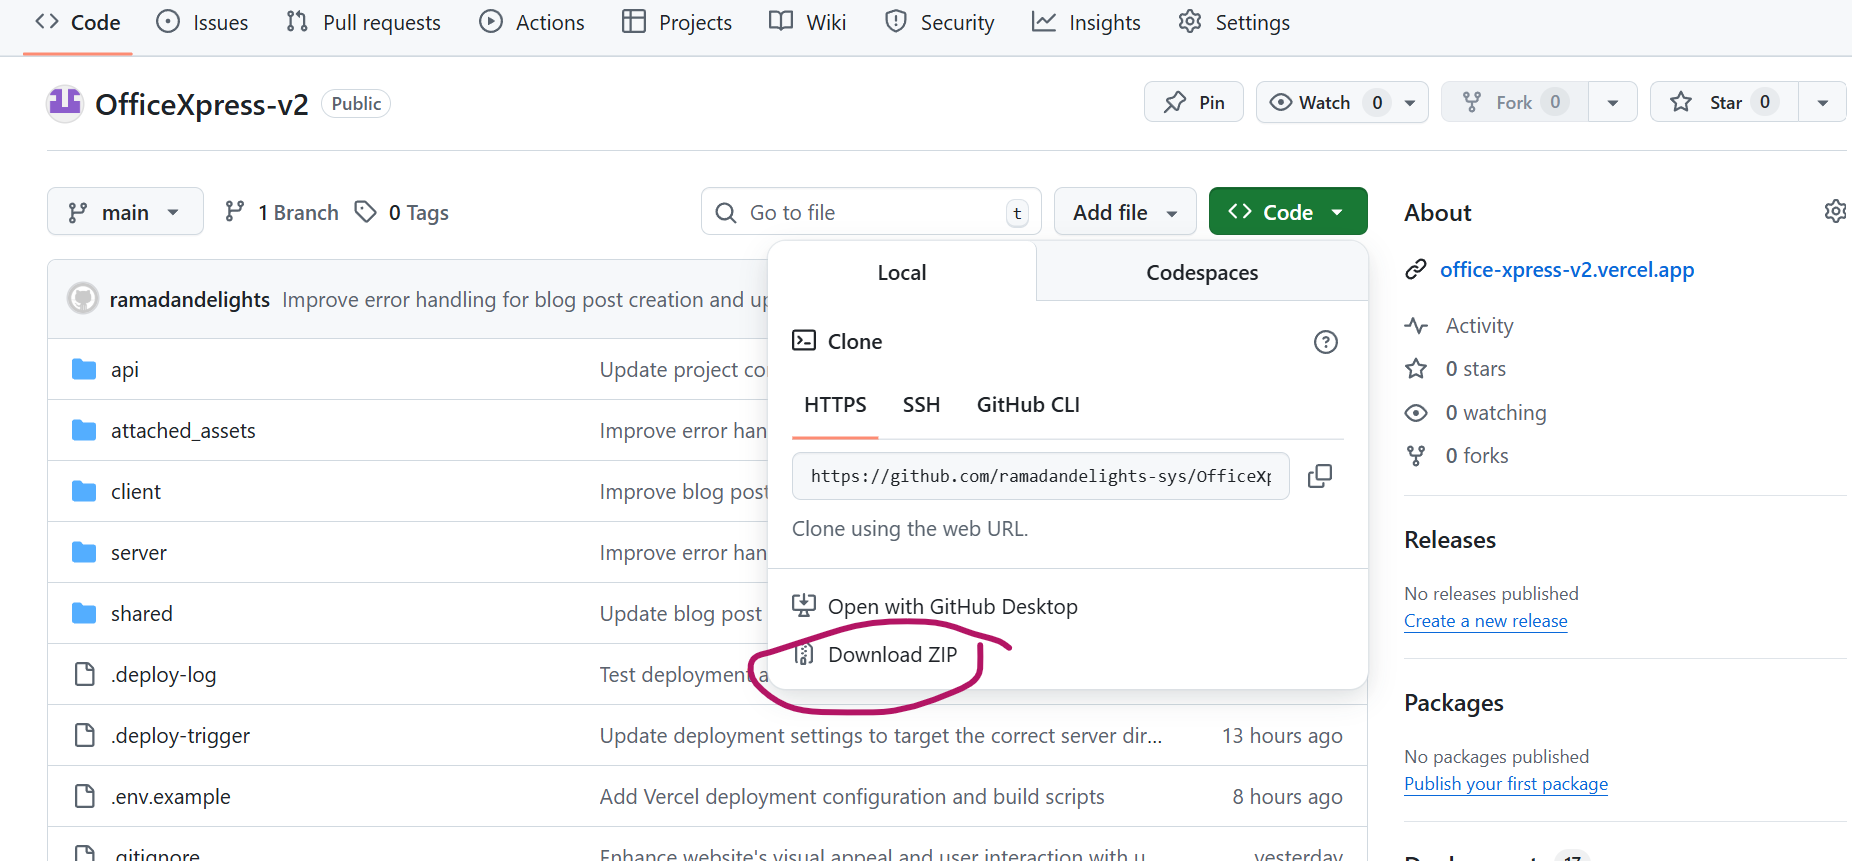 Code Issues Pull requests Actions Projects Wiki Security Insights Settings
OfficeXpress-v2 Public Pin Watch 0 Fork 0 Star 0
main 1 Branch 0 Tags Go to file t Add file Code
Local Codespaces
ramadandelights Improve error handling for blog post creation and up
Clone
HTTPS SSH GitHub CLI
https://github.com/ramadandelights-sys/OfficeXp
Clone using the web URL.
Open with GitHub Desktop
Download ZIP
api Update project co
attached_assets Improve error han
client Improve blog post
server Improve error han
shared Update blog post
.deploy-log Test deployment a
.deploy-trigger Update deployment settings to target the correct server dir... 13 hours ago
.env.example Add Vercel deployment configuration and build scripts 8 hours ago
.gitignore Enhance website's visual appeal and user interaction with u yesterday
About
office-xpress-v2.vercel.app
Activity
0 stars
0 watching
0 forks
Releases
No releases published
Create a new release
Packages
No packages published
Publish your first package